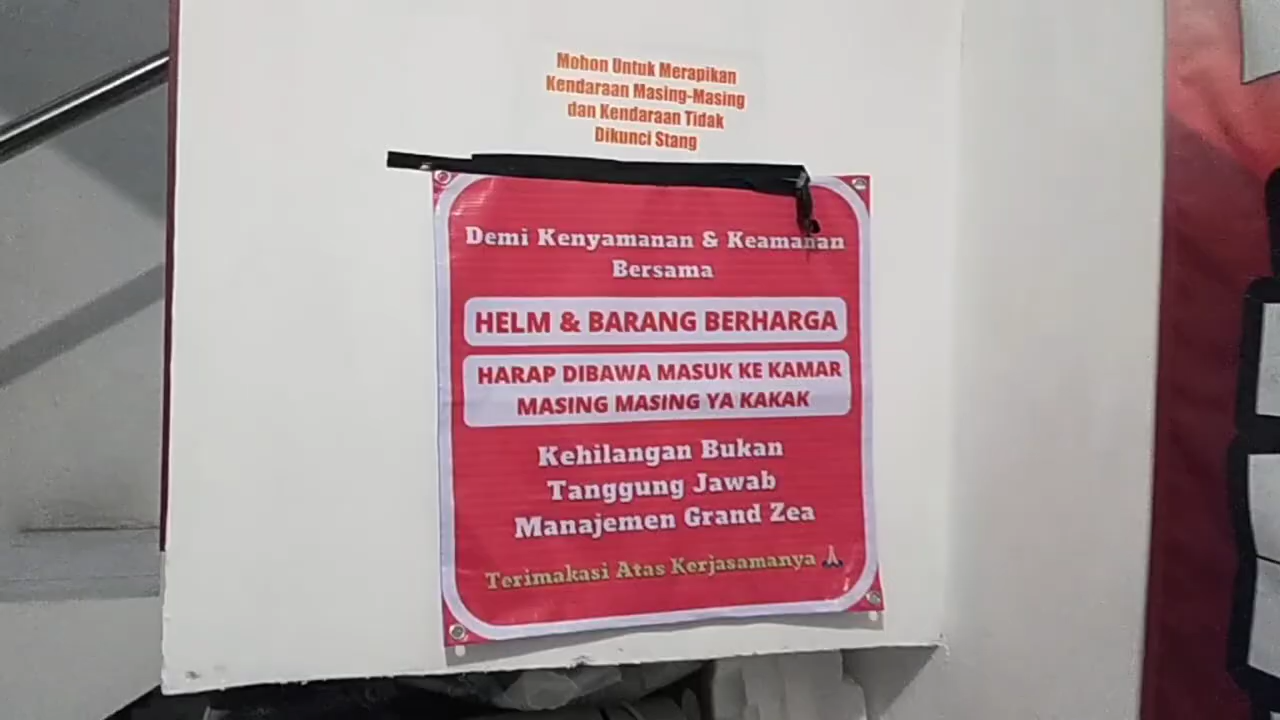 Mohon Untuk Merapikan
Kendaraan Masing-Masing
dan Kendaraan Tidak
Dikunci Stang
Demi Kenyamanan & Keamanan
Bersama
HELM & BARANG BERHARGA
HARAP DIBAWA MASUK KE KAMAR
MASING MASING YA KAKAK
Kehilangan Bukan
Tanggung Jawab
Manajemen Grand Zea
Terimakasi Atas Kerjasamanya 🙏